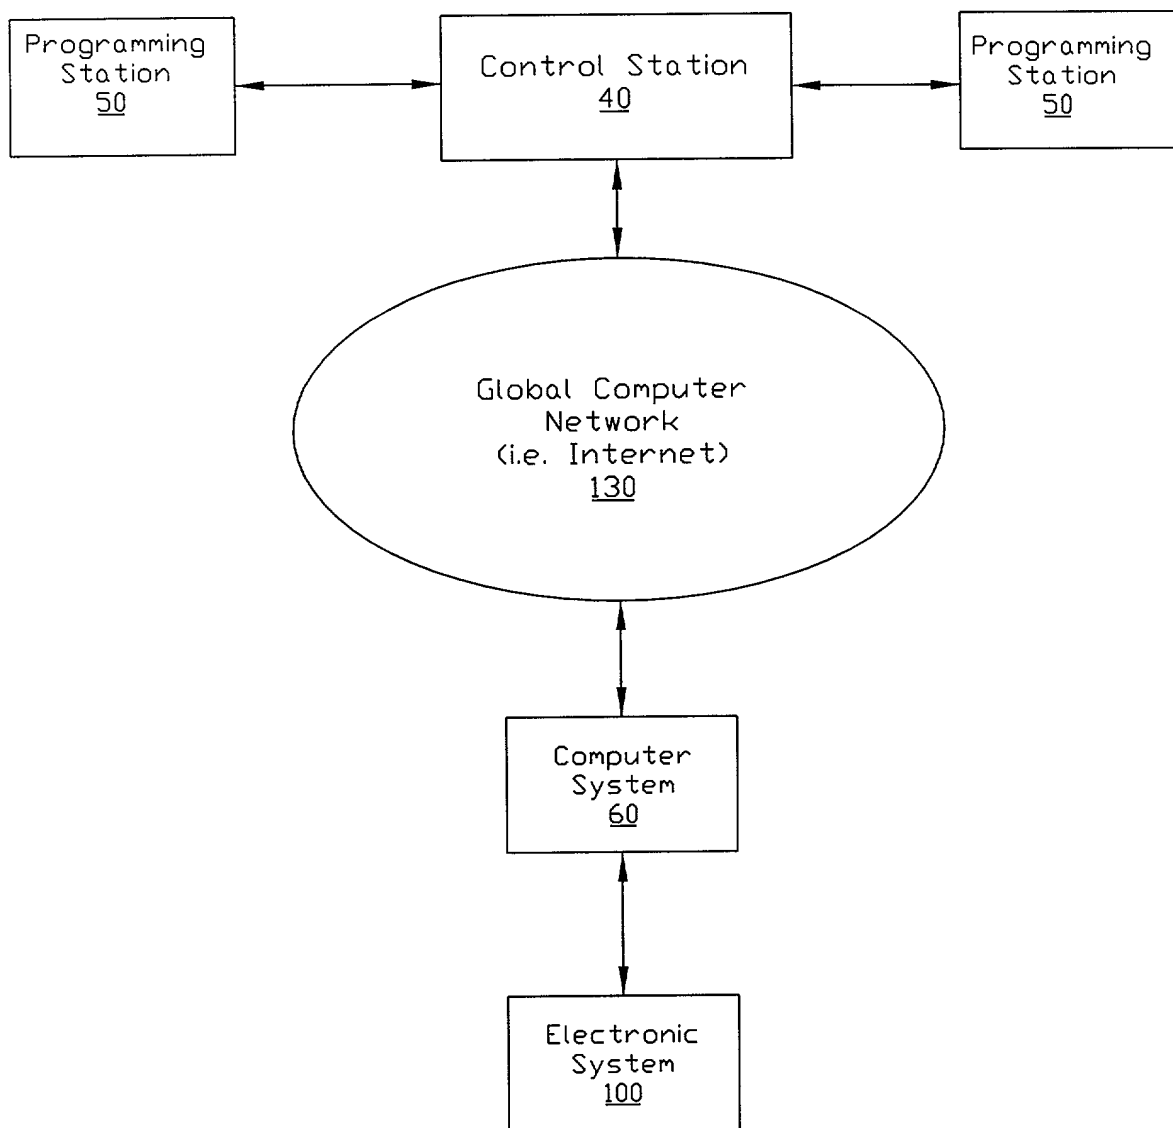 Programming
Station
50
Control Station
40
Programming
Station
50
Global Computer
Network
(i.e. Internet)
130
Computer
System
60
Electronic
System
100